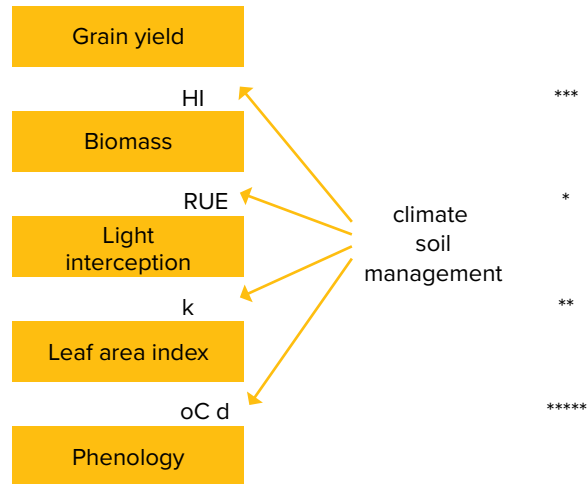 Grain yield
HI
***
Biomass
RUE
*
climate
soil
management
Light
interception
k
**
Leaf area index
oC d
*****
Phenology